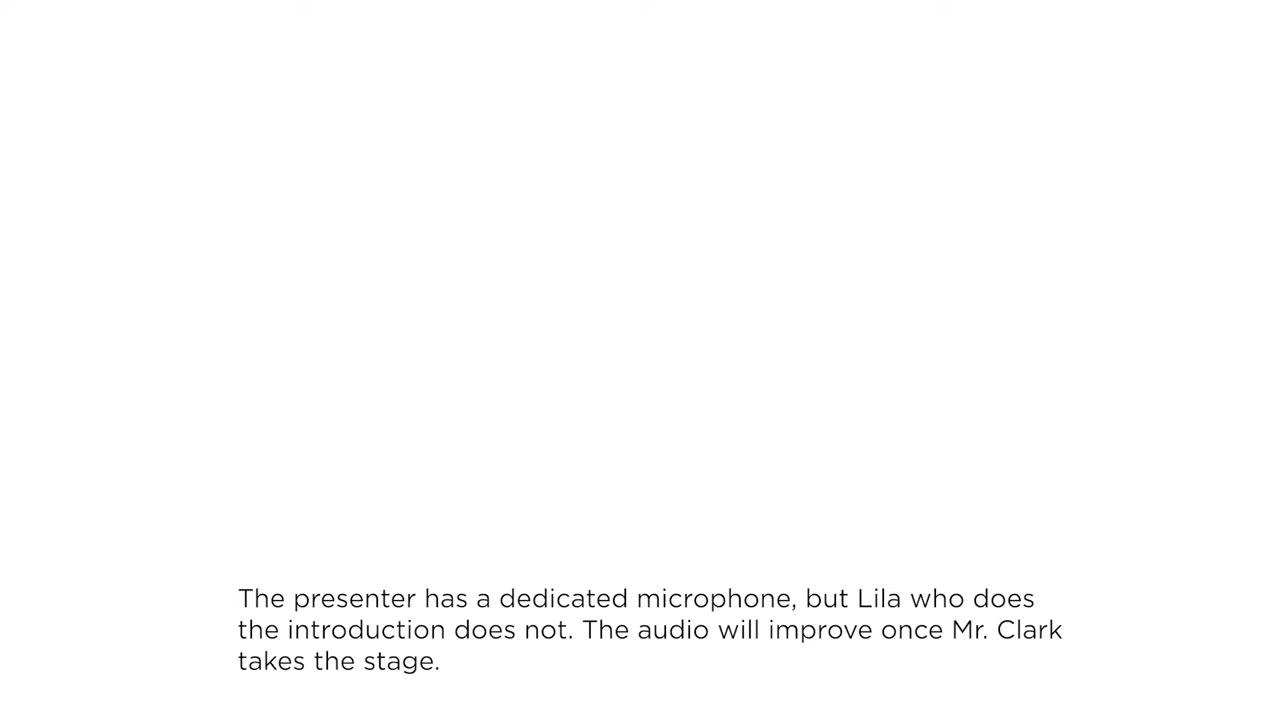 The presenter has a dedicated microphone, but Lila who does
the introduction does not. The audio will improve once Mr. Clark
takes the stage.